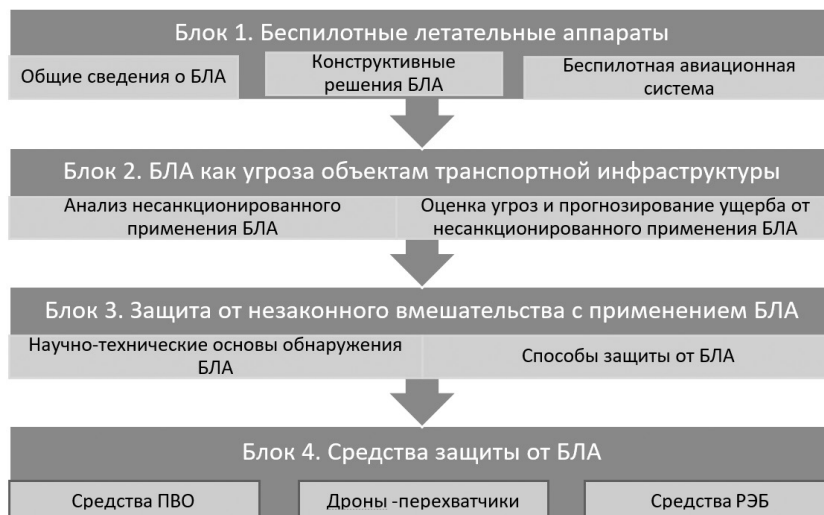 Блок 1. Беспилотные летательные аппараты
Общие сведения о БЛА
Конструктивные
решения БЛА
Беспилотная авиационная
система
Блок 2. БЛА как угроза объектам транспортной инфраструктуры
Анализ несанкционированного
применения БЛА
Оценка угроз и прогнозирование ущерба от
несанкционированного применения БЛА
Блок 3. Защита от незаконного вмешательства с применением БЛА
Научно-технические основы обнаружения
БЛА
Способы защиты от БЛА
Блок 4. Средства защиты от БЛА
Средства ПВО
Дроны -перехватчики
Средства РЭБ